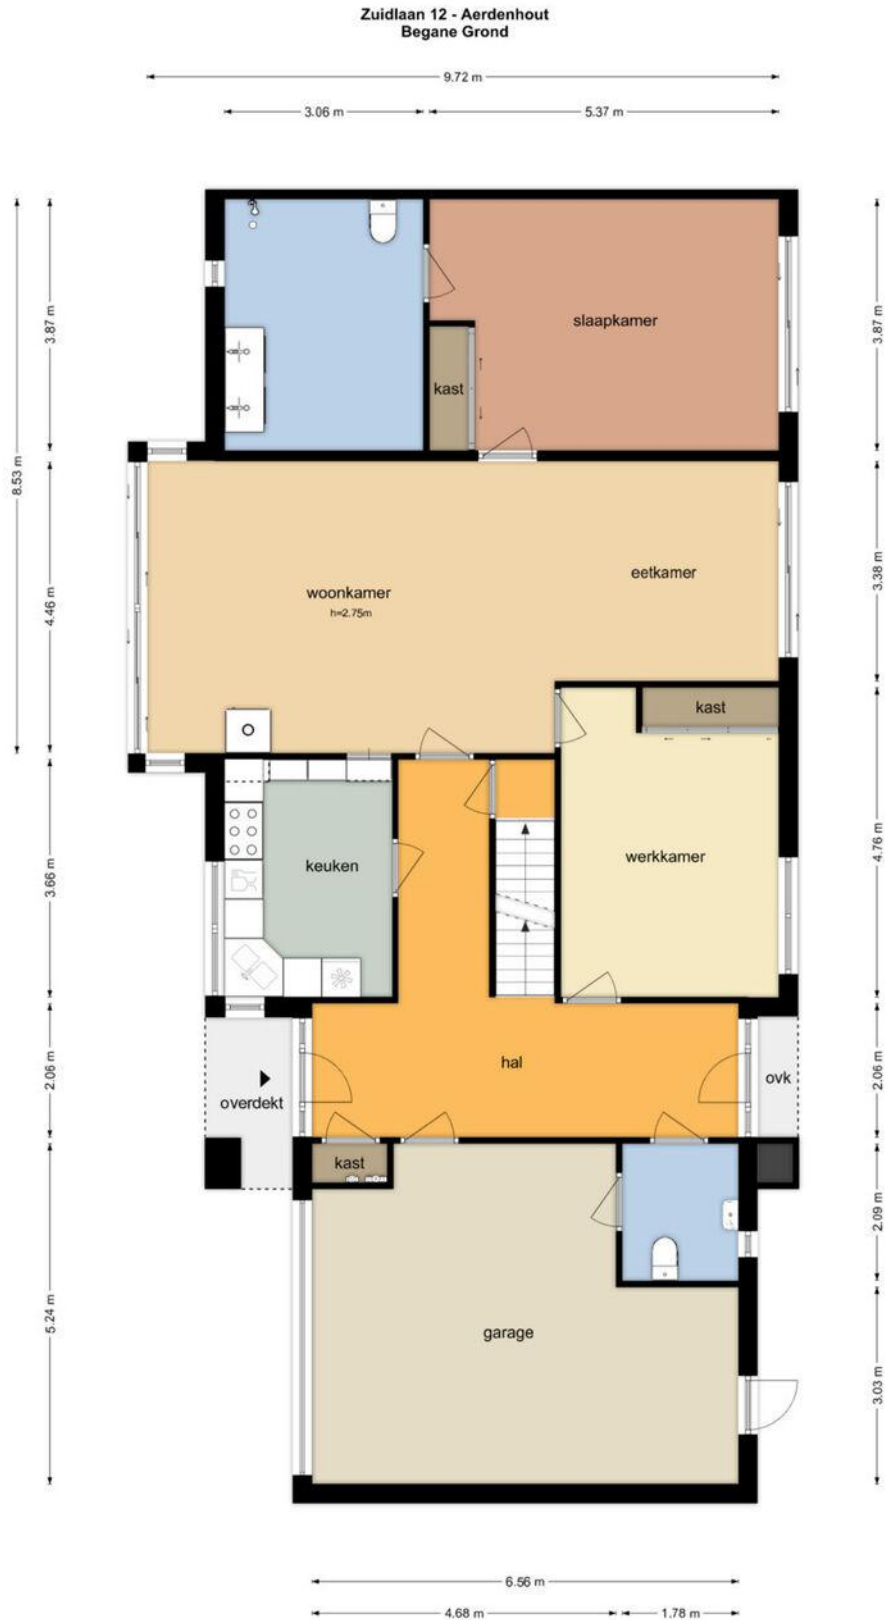 Zuidlaan 12 - Aerdenhout
Begane Grond
9.72 m
3.06 m
5.37 m
3.87 m
3.87 m
slaapkamer
kast
8.53 m
4.46 m
3.38 m
eetkamer
woonkamer
h=2.75m
kast
3.66 m
4.76 m
werkkamer
keuken
2.06 m
2.06 m
hal
ovk
overdekt
kast
2.09 m
5.24 m
garage
3.03 m
6.56 m
4.68 m
1.78 m